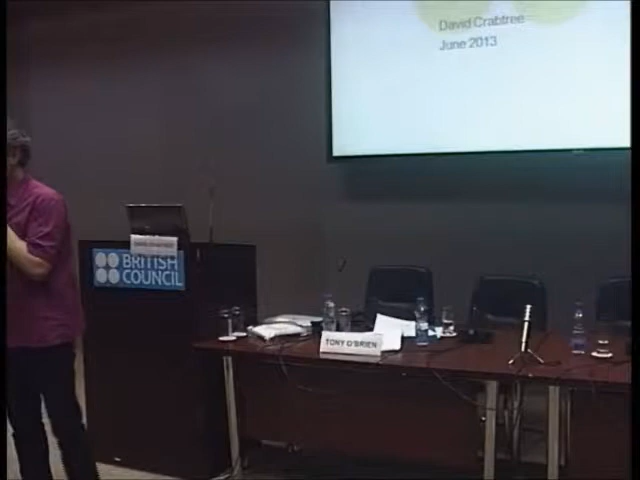 David Crabtree
June 2013
BRITISH
COUNCIL
TONY O'BRIEN